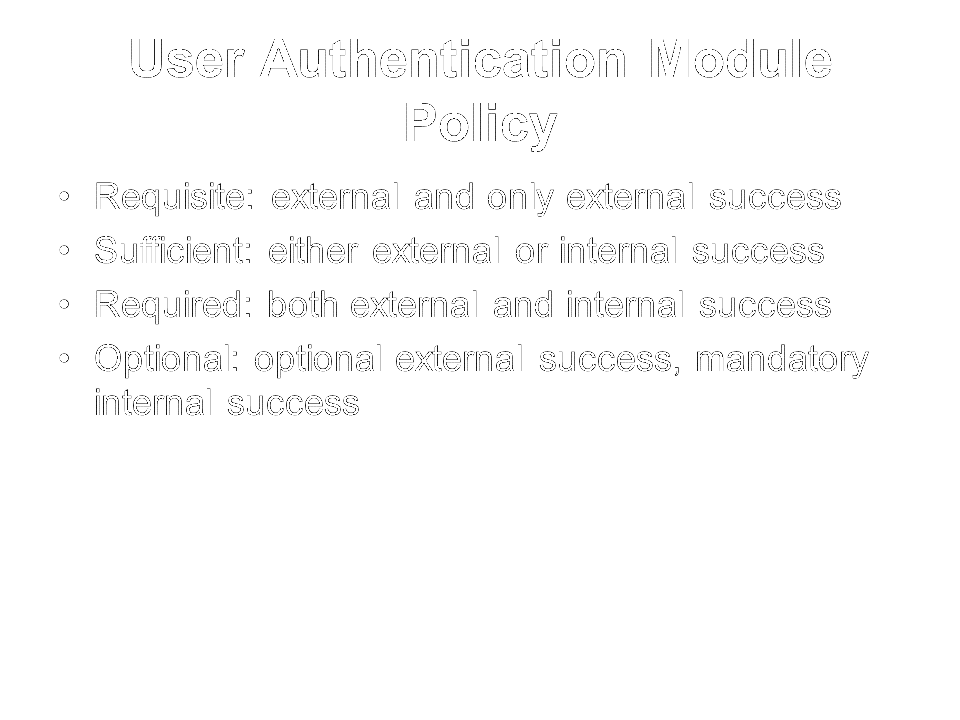 User Authentication Module
Policy
• Requisite: external and only external success
• Sufficient: either external or internal success
• Required: both external and internal success
• Optional: optional external success, mandatory
internal success